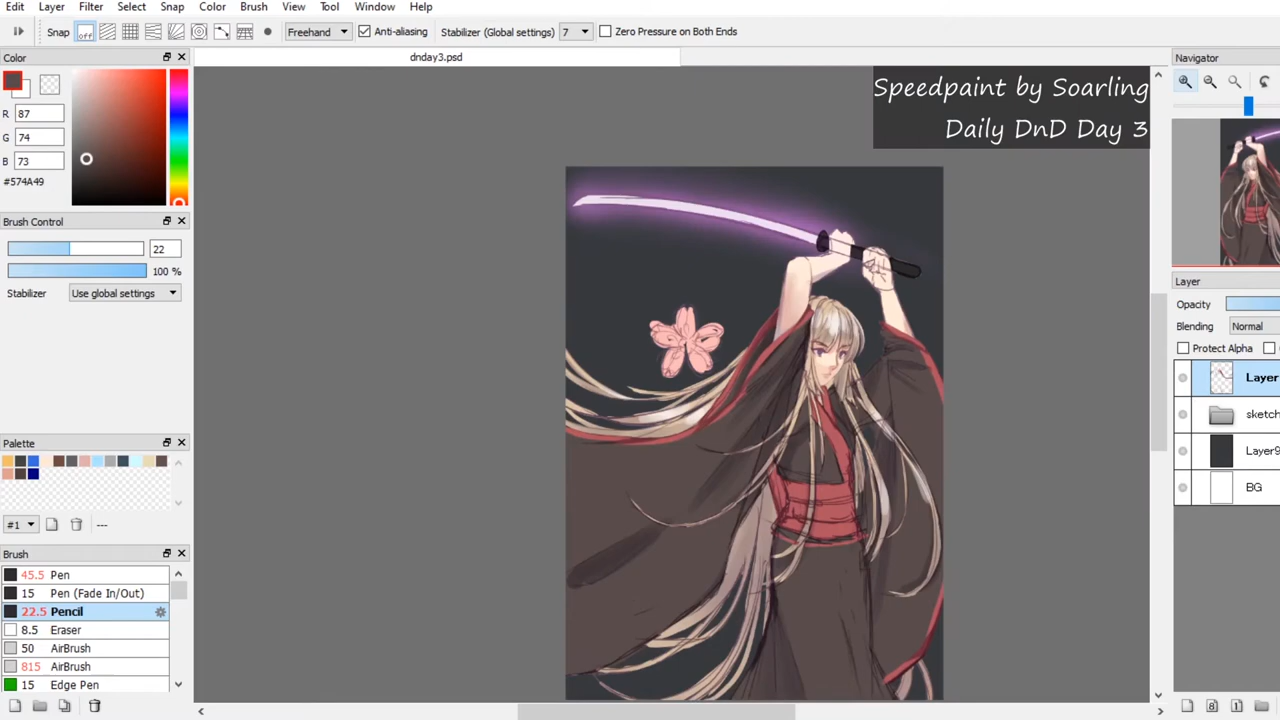 Edit Layer Filter Select Snap Color Brush View Tool Window Help
Snap off Freehand Anti-aliasing Stabilizer (Global settings) 7 Zero Pressure on Both Ends
Color
dnday3.psd
Navigator
Speedpaint by Soarling
Daily DnD Day 3
R 87
G 74
B 73
#574A49
Brush Control
22
100 %
Stabilizer Use global settings
Layer
Opacity
Blending Normal
Protect Alpha
Layer
sketch
Layer9
BG
Palette
#1 ---
Brush
45.5 Pen
15 Pen (Fade In/Out)
22.5 Pencil
8.5 Eraser
50 AirBrush
815 AirBrush
15 Edge Pen